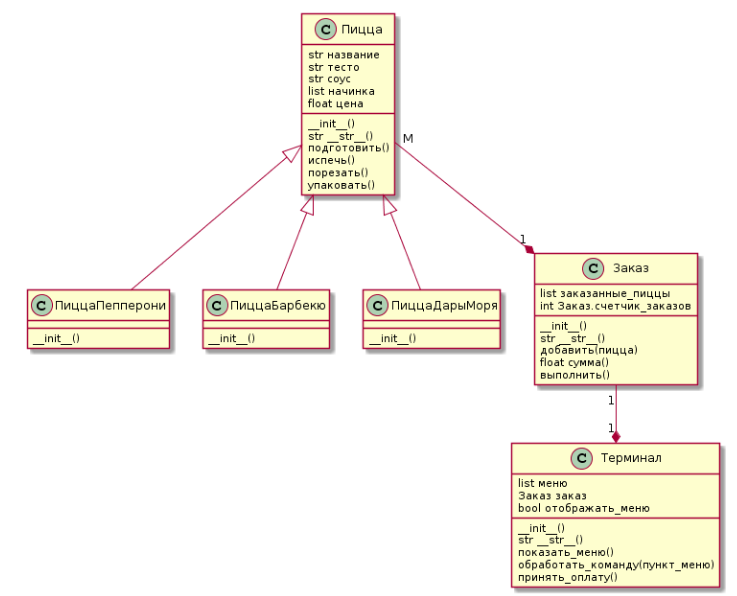 C Пицца
str название
str тесто
str соус
list начинка
float цена
__init__()
str __str__()
подготовить()
испечь()
порезать()
упаковать()
M
1
C ПиццаПепперони
__init__()
C ПиццаБарбекю
__init__()
C ПиццаДарыМоря
__init__()
C Заказ
list заказанные_пиццы
int Заказ.счетчик_заказов
__init__()
str __str__()
добавить(пицца)
float сумма()
выполнить()
1
1
C Терминал
list меню
Заказ заказ
bool отображать_меню
__init__()
str __str__()
показать_меню()
обработать_команду(пункт_меню)
принять_оплату()